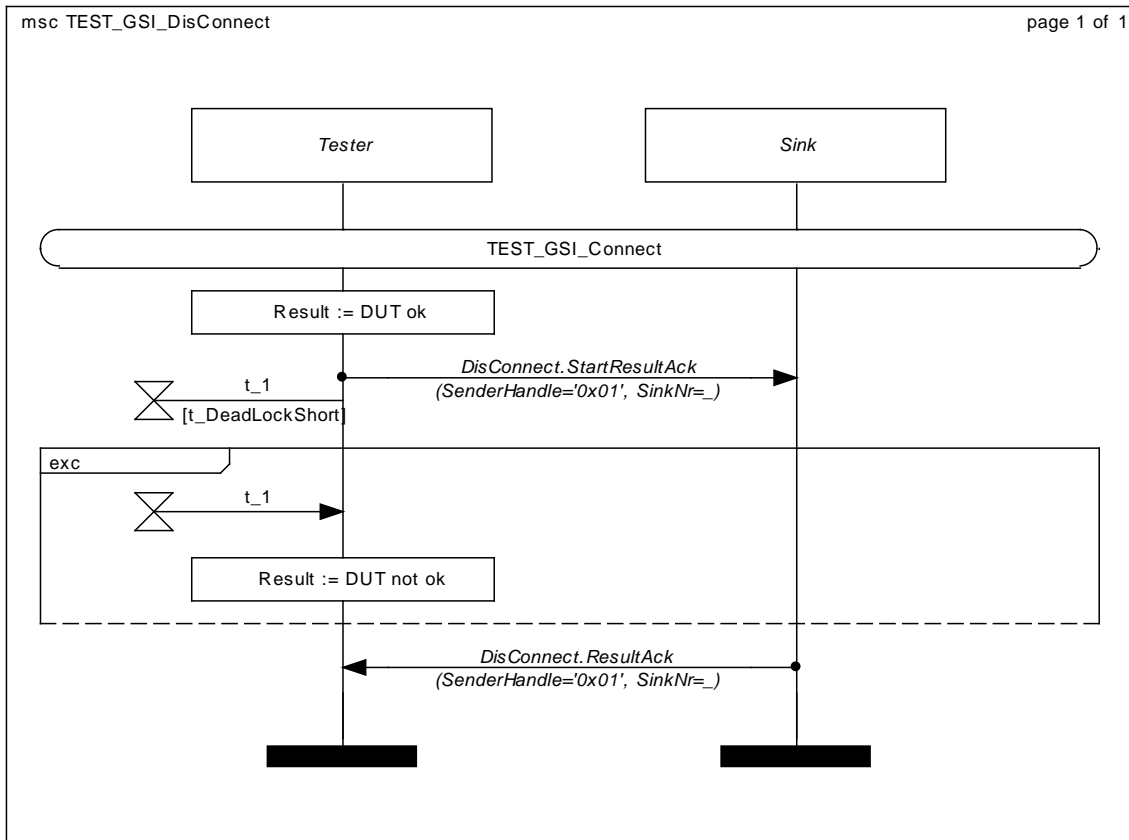 msc TEST_GSI_DisConnect
page 1 of 1
Tester
Sink
TEST_GSI_Connect
Result := DUT ok
DisConnect.StartResultAck
(SenderHandle='0x01', SinkNr=_)
t_1
[t_DeadLockShort]
exc
t_1
Result := DUT not ok
DisConnect.ResultAck
(SenderHandle='0x01', SinkNr=_)